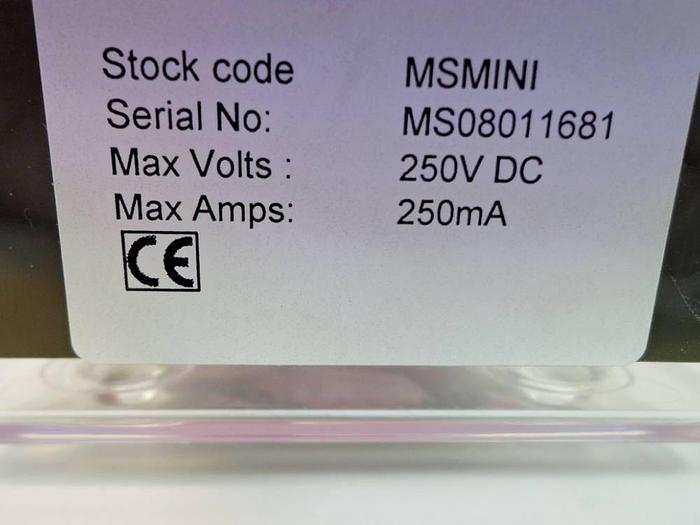 Stock code MSMINI
Serial No: MS08011681
Max Volts : 250V DC
Max Amps: 250mA
CE